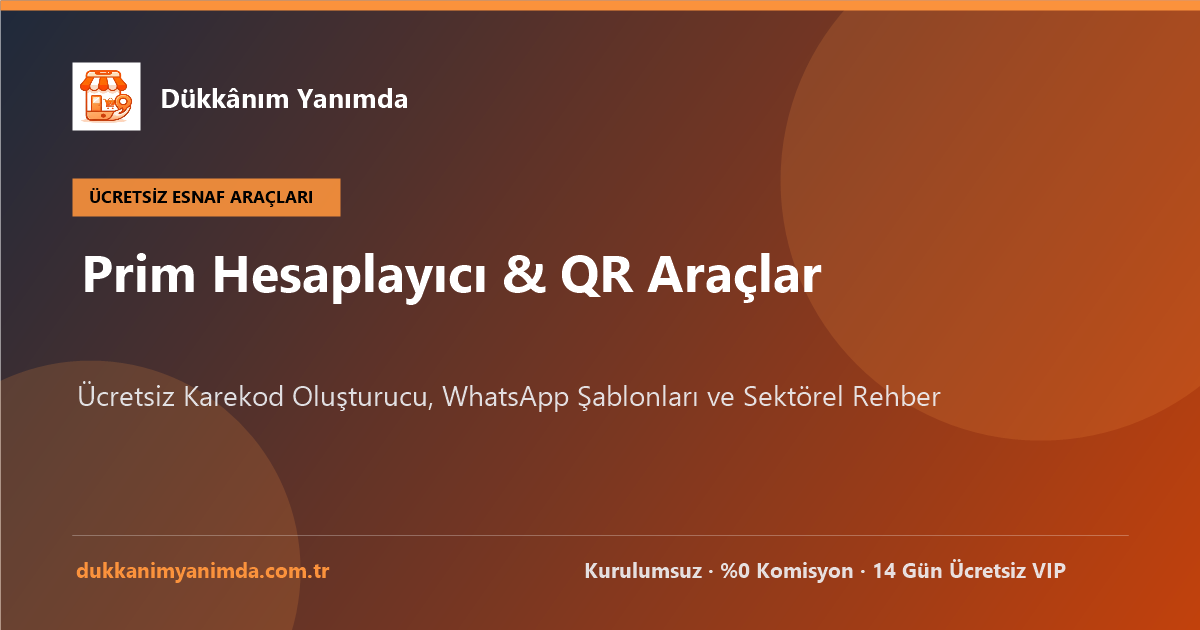 Dükkânım Yanımda
ÜCRETSİZ ESNAF ARAÇLARI
Prim Hesaplayıcı & QR Araçlar
Ücretsiz Karekod Oluşturucu, WhatsApp Şablonları ve Sektörel Rehber
dukkanimyanimda.com.tr
Kurulumsuz · %0 Komisyon · 14 Gün Ücretsiz VIP